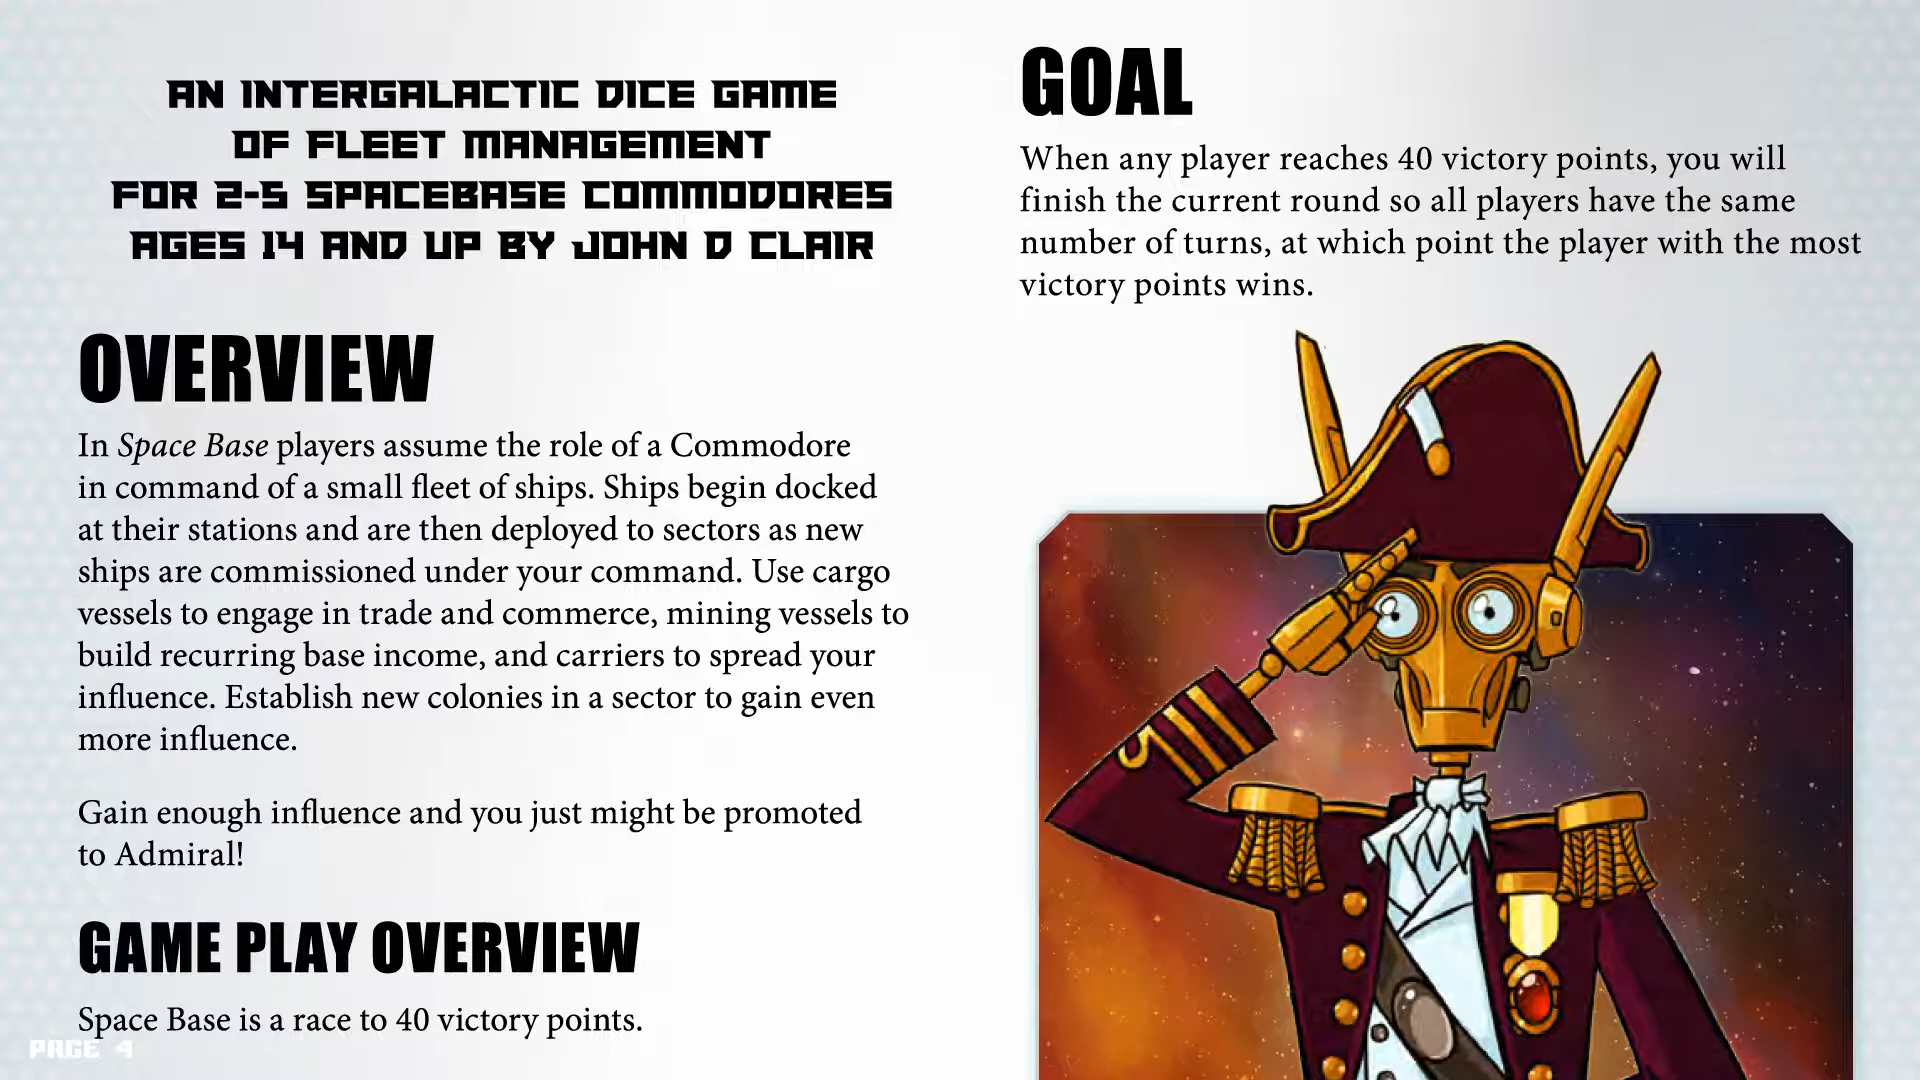 AN INTERGALACTIC DICE GAME
OF FLEET MANAGEMENT
FOR 2-5 SPACEBASE COMMODORES
AGES 14 AND UP BY JOHN D CLAIR
OVERVIEW
In Space Base players assume the role of a Commodore
in command of a small fleet of ships. Ships begin docked
at their stations and are then deployed to sectors as new
ships are commissioned under your command. Use cargo
vessels to engage in trade and commerce, mining vessels to
build recurring base income, and carriers to spread your
influence. Establish new colonies in a sector to gain even
more influence.
Gain enough influence and you just might be promoted
to Admiral!
GAME PLAY OVERVIEW
Space Base is a race to 40 victory points.
PAGE 4
GOAL
When any player reaches 40 victory points, you will
finish the current round so all players have the same
number of turns, at which point the player with the most
victory points wins.